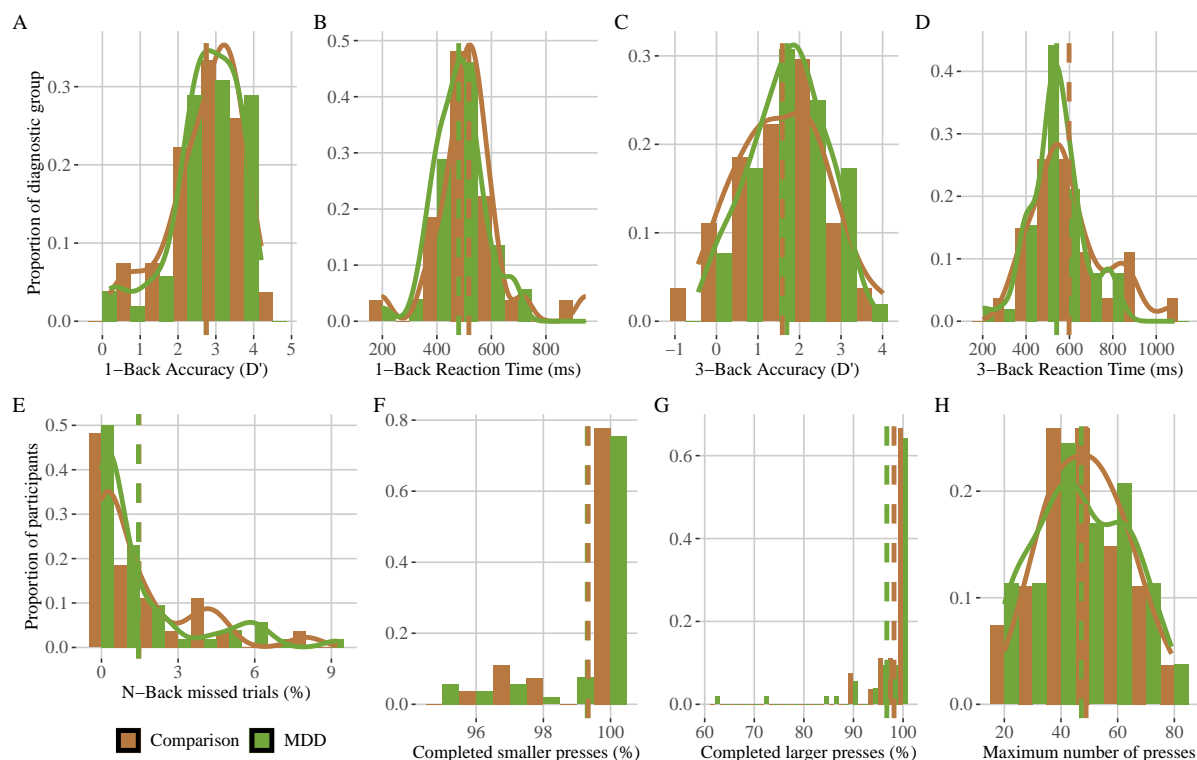 A
B
C
D
Proportion of diagnostic group
0.3
0.2
0.1
0.0
0 1 2 3 4 5
1−Back Accuracy (D')
0.5
0.4
0.3
0.2
0.1
0.0
200 400 600 800
1−Back Reaction Time (ms)
0.3
0.2
0.1
0.0
−1 0 1 2 3 4
3−Back Accuracy (D')
0.4
0.3
0.2
0.1
0.0
200 400 600 800 1000
3−Back Reaction Time (ms)
E
F
G
H
Proportion of participants
0.5
0.4
0.3
0.2
0.1
0.0
0 3 6 9
N−Back missed trials (%)
0.8
0.6
0.4
0.2
0.0
96 98 100
Completed smaller presses (%)
0.6
0.4
0.2
0.0
60 70 80 90 100
Completed larger presses (%)
0.2
0.1
0.0
20 40 60 80
Maximum number of presses
Comparison MDD